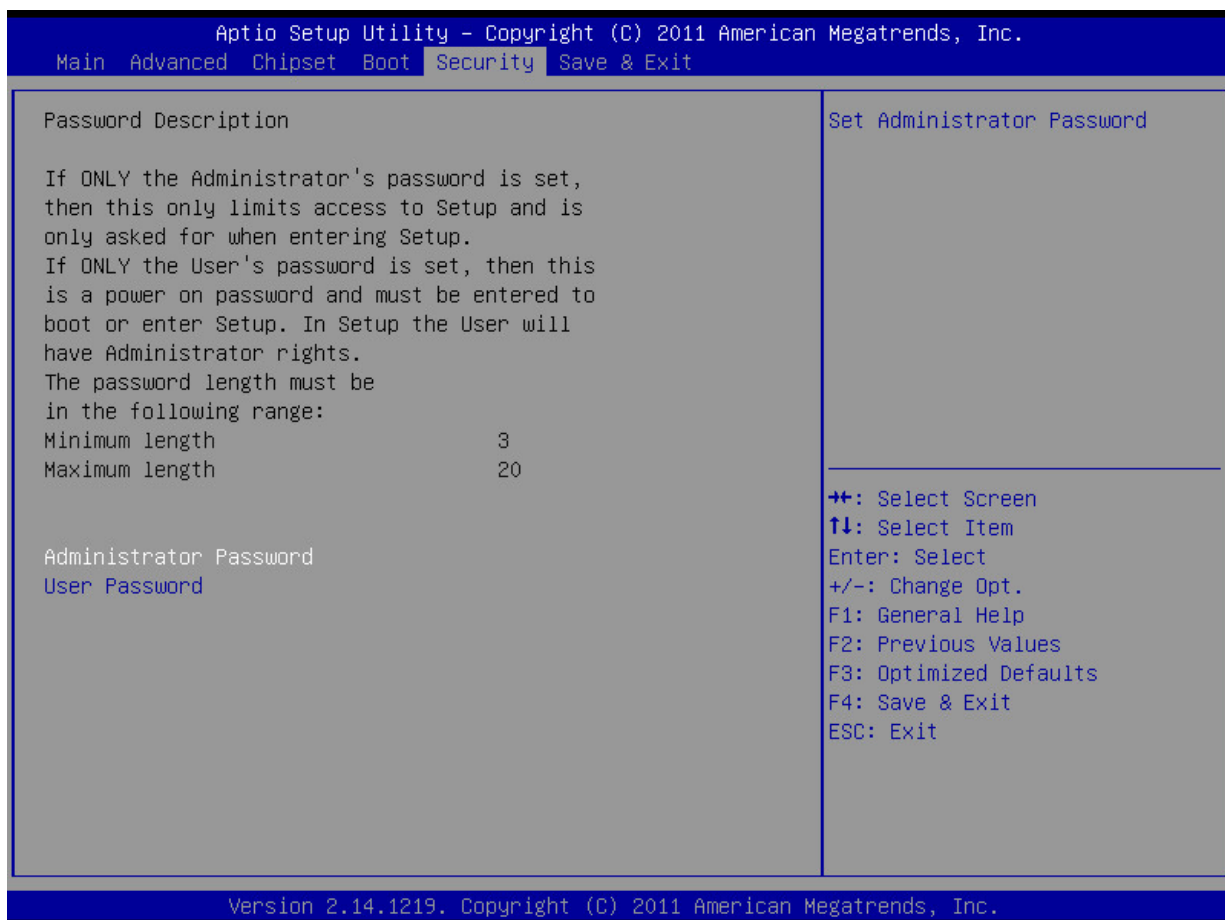 Aptio Setup Utility – Copyright (C) 2011 American Megatrends, Inc.
Main Advanced Chipset Boot Security Save & Exit
Password Description
If ONLY the Administrator's password is set,
then this only limits access to Setup and is
only asked for when entering Setup.
If ONLY the User's password is set, then this
is a power on password and must be entered to
boot or enter Setup. In Setup the User will
have Administrator rights.
The password length must be
in the following range:
Minimum length 3
Maximum length 20
Administrator Password
User Password
Set Administrator Password
→←: Select Screen
↑↓: Select Item
Enter: Select
+/-: Change Opt.
F1: General Help
F2: Previous Values
F3: Optimized Defaults
F4: Save & Exit
ESC: Exit
Version 2.14.1219. Copyright (C) 2011 American Megatrends, Inc.